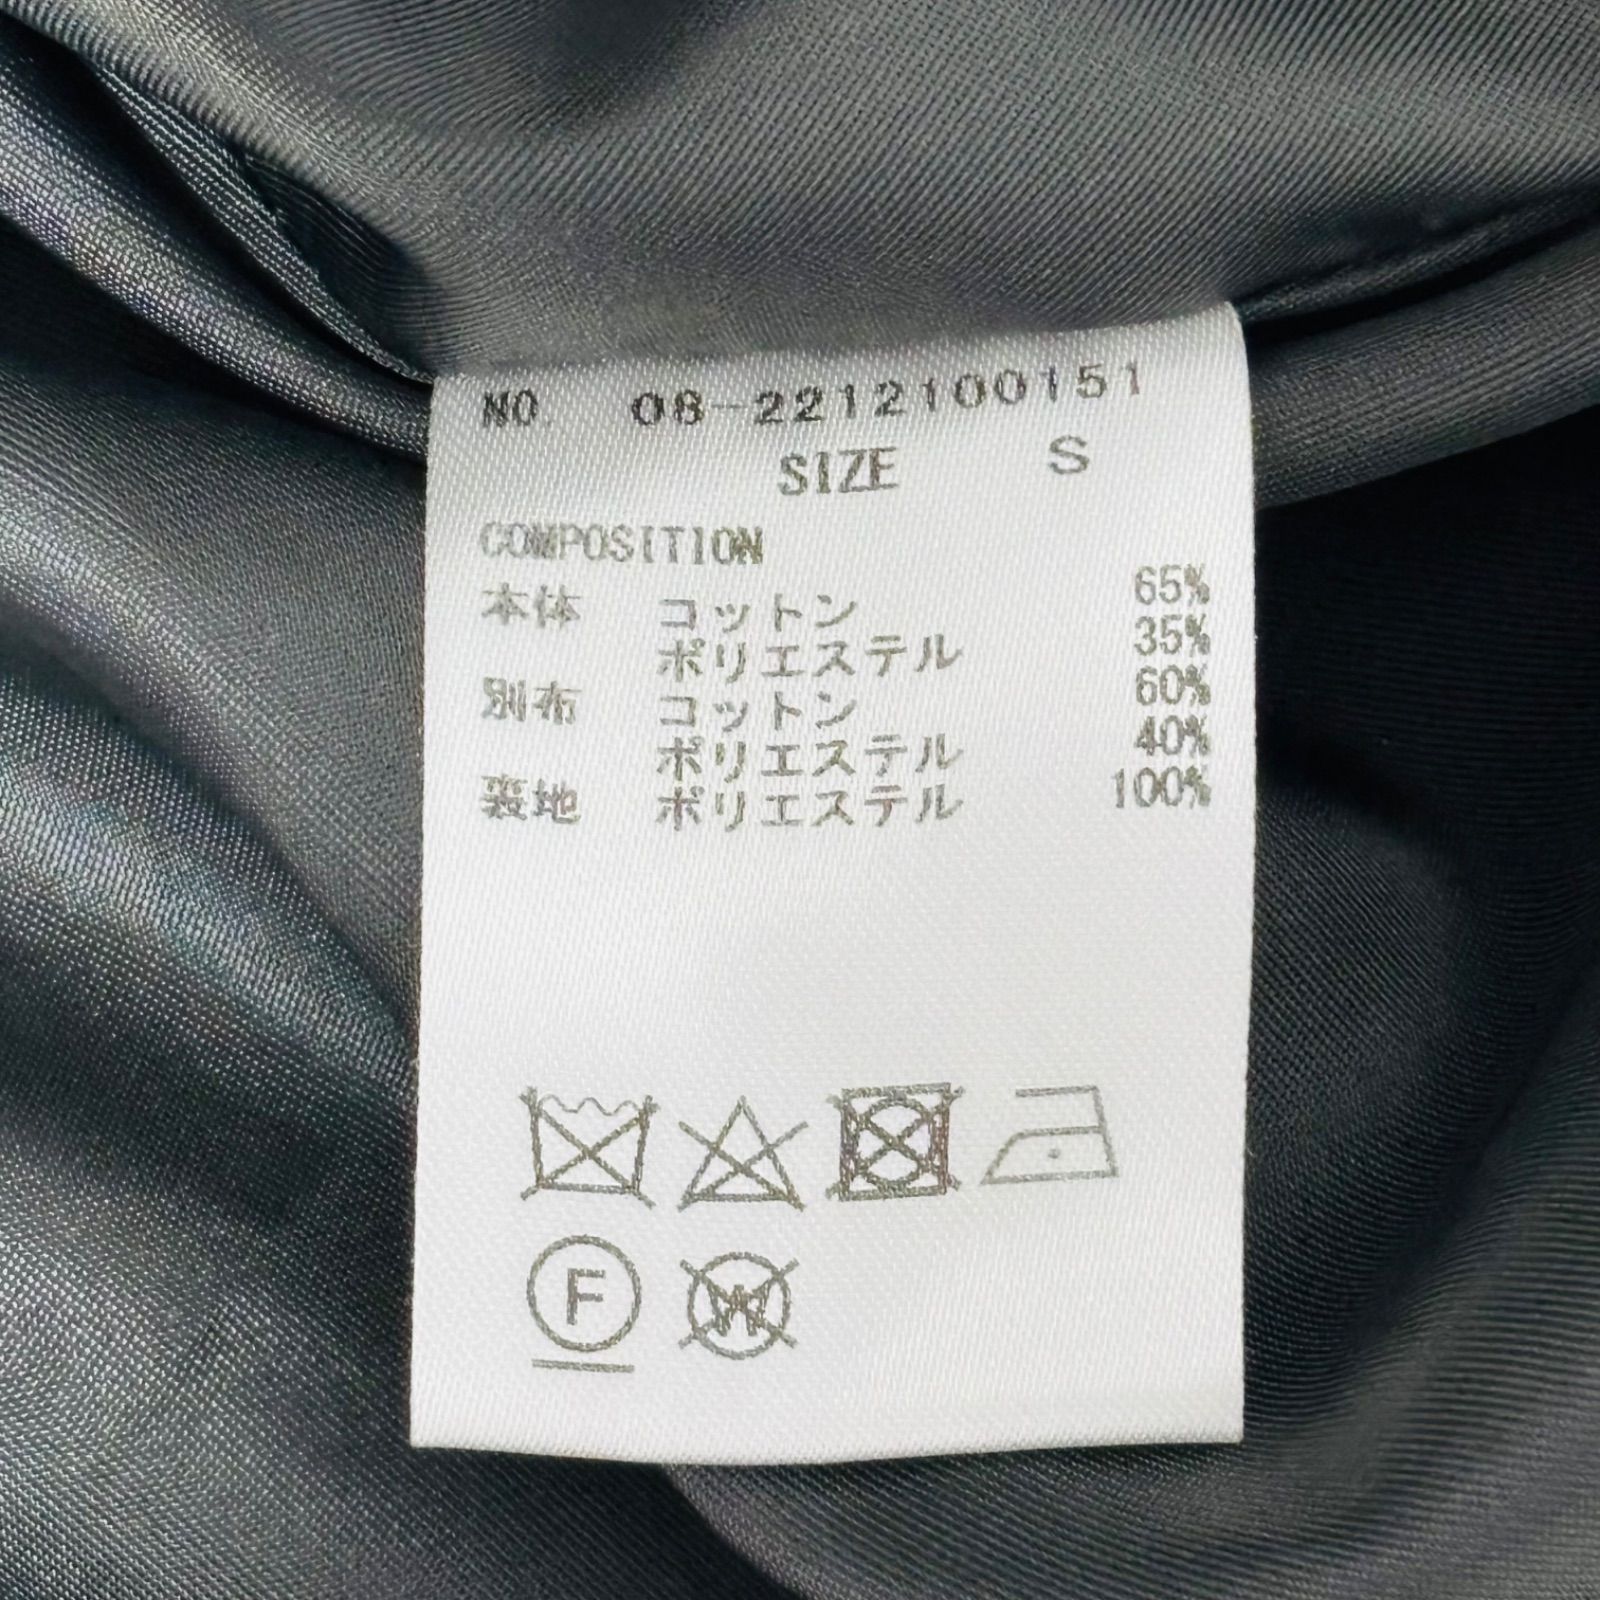 NO. 08-2212100151
SIZE S
COMPOSITION
本体 コットン 65%
ポリエステル 35%
別布 コットン 60%
ポリエステル 40%
裏地 ポリエステル 100%
F
W